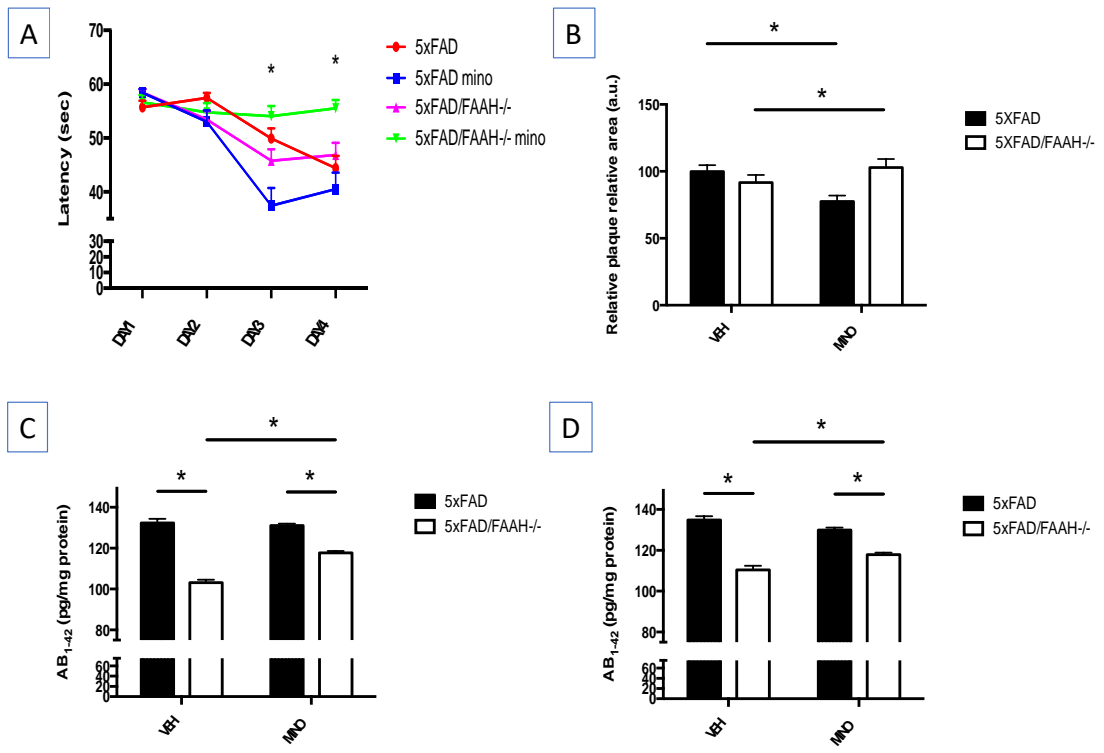 A
70
60
50
40
30
20
10
0
Latency (sec)
DAY1
DAY2
DAY3
DAY4
*
*
5xFAD
5xFAD mino
5xFAD/FAAH-/-
5xFAD/FAAH-/- mino
B
*
*
150
100
50
0
Relative plaque relative area (a.u.)
VEH
MINO
5XFAD
5XFAD/FAAH-/-
C
*
*
*
140
120
100
80
60
40
20
0
AB1-42 (pg/mg protein)
VEH
MINO
5xFAD
5xFAD/FAAH-/-
D
*
*
*
140
120
100
80
60
40
20
0
AB1-42 (pg/mg protein)
VEH
MINO
5xFAD
5xFAD/FAAH-/-